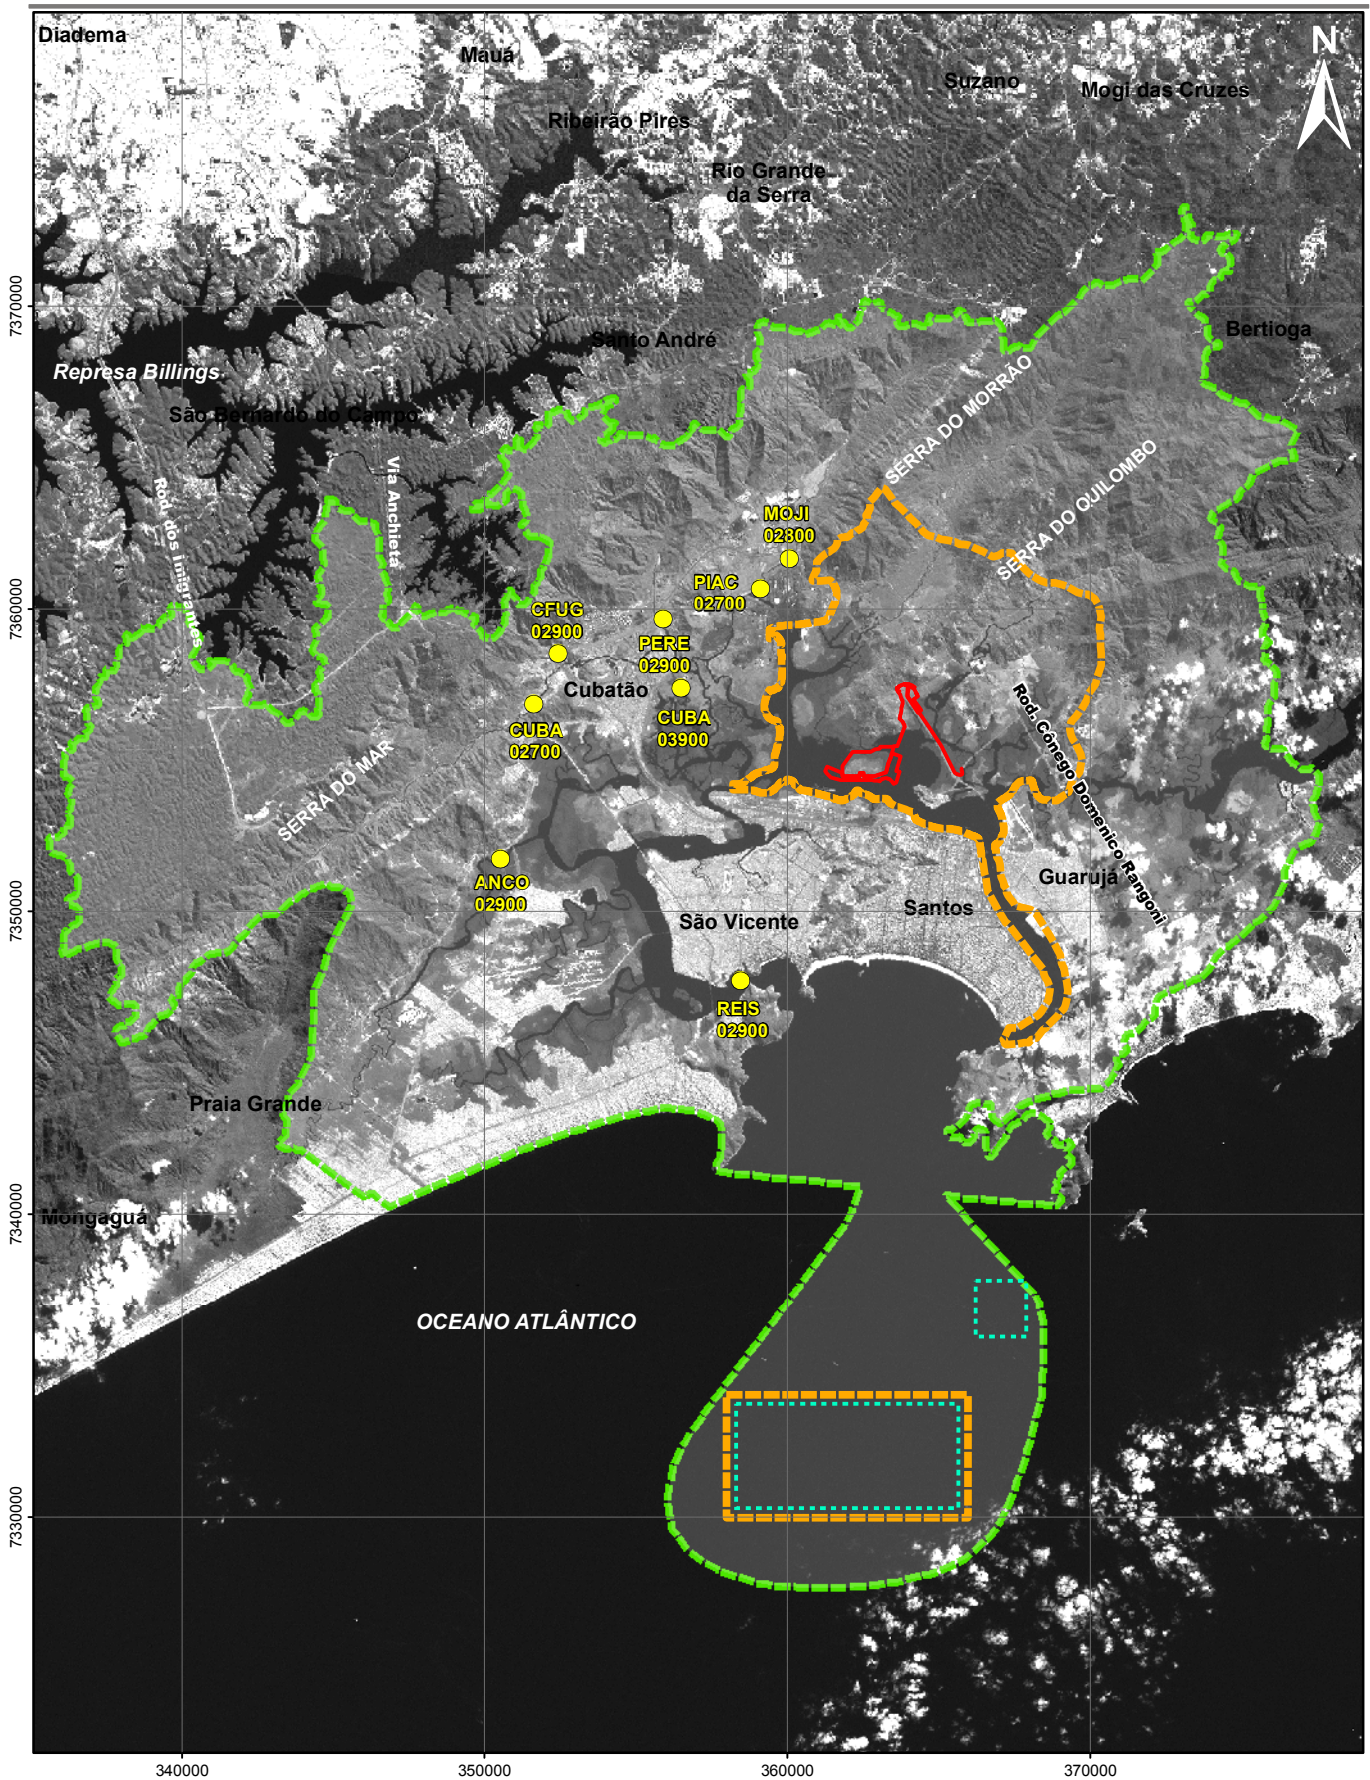 Diadema
Mauá
N
Suzano
Mogi das Cruzes
Ribeirão Pires
Rio Grande
da Serra
7370000
Santo André
Bertioga
Represa Billings
São Bernardo do Campo
SERRA DO MORRÃO
Via Anchieta
Rod. dos Imigrantes
SERRA DO QUILOMBO
MOJI
02800
PIAC
02700
7360000
CFUG
02900
PERE
02900
Cubatão
CUBA
03900
CUBA
02700
Rod. Cônego Domenico Rangoni
SERRA DO MAR
ANCO
02900
Guarujá
Santos
7350000
São Vicente
REIS
02900
Praia Grande
Mongaguá
7340000
OCEANO ATLÂNTICO
7330000
340000
350000
360000
370000